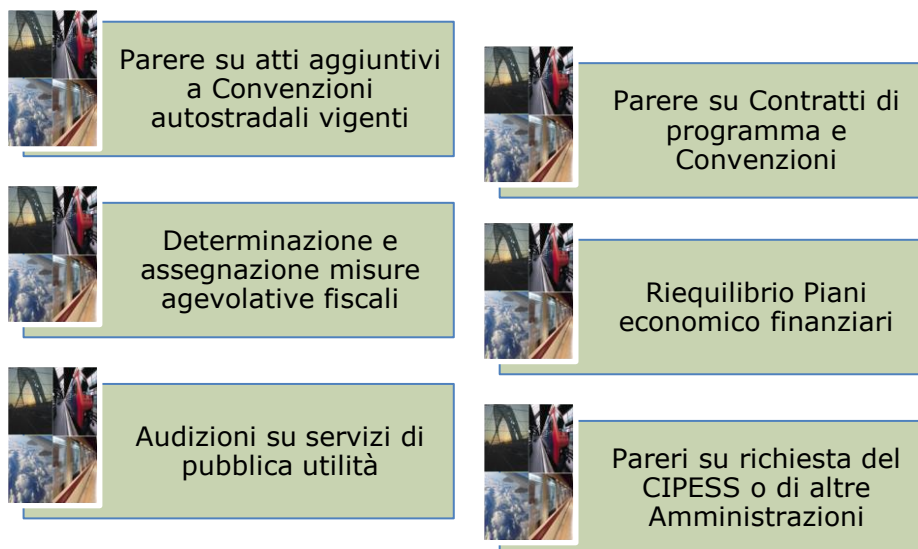 Parere su atti aggiuntivi
a Convenzioni
autostradali vigenti
Determinazione e
assegnazione misure
agevolative fiscali
Audizioni su servizi di
pubblica utilità
Parere su Contratti di
programma e
Convenzioni
Riequilibrio Piani
economico finanziari
Pareri su richiesta del
CIPESS o di altre
Amministrazioni